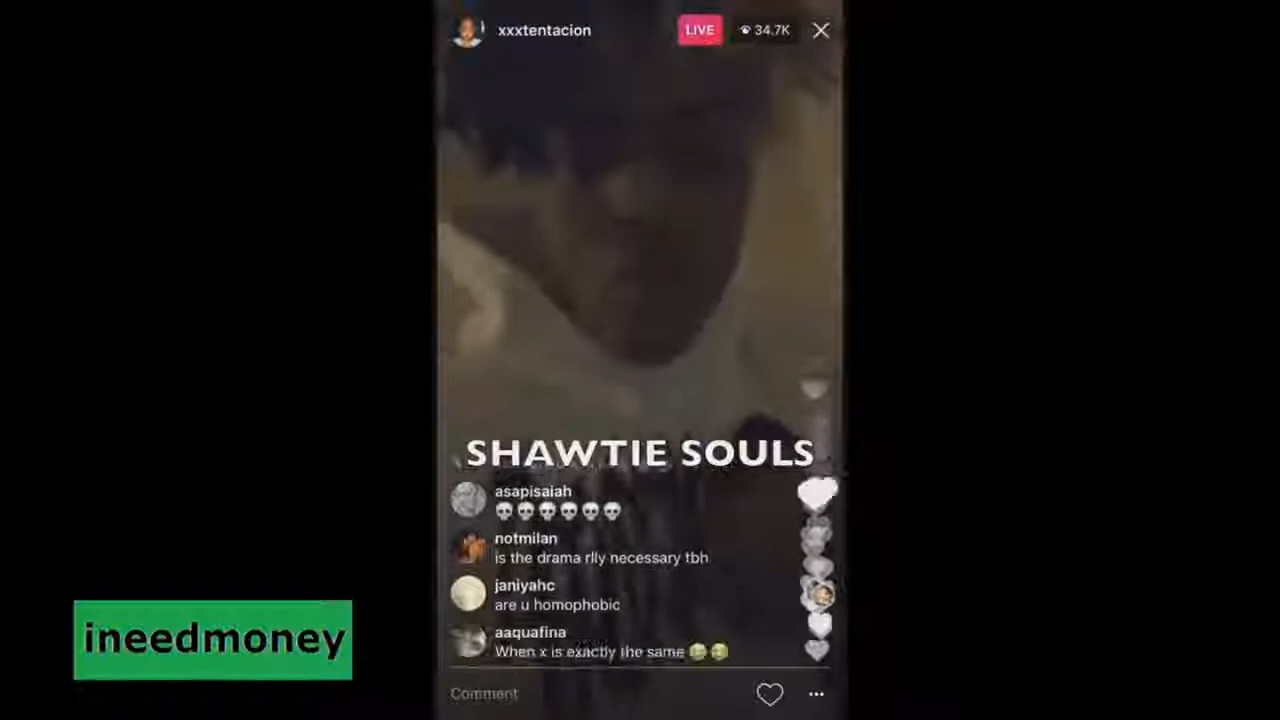 xxxtentacion
LIVE
34.7K
SHAWTIE SOULS
asapisaiah
💀💀💀💀💀💀
notmilan
is the drama rlly necessary tbh
janiyahc
are u homophobic
aaquafina
When x is exactly the same 😂😂
ineedmoney
Comment